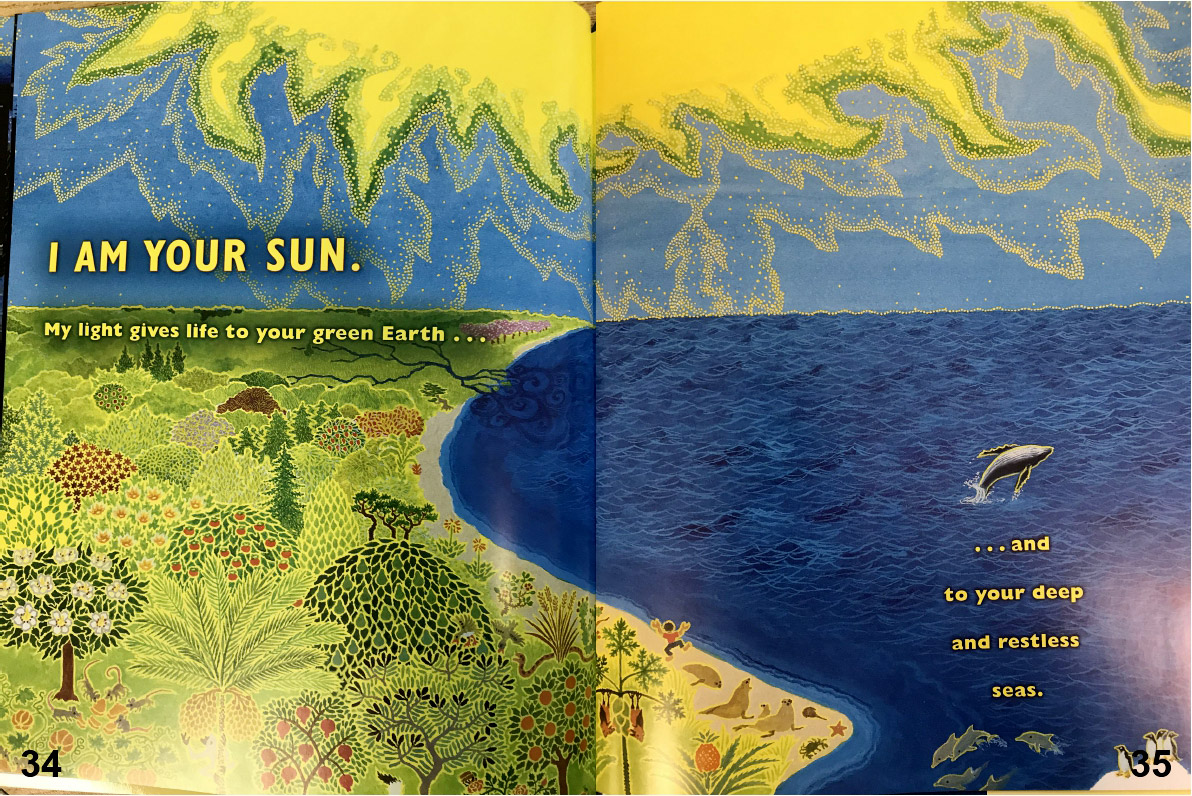 I AM YOUR SUN.
My light gives life to your green Earth . . .
. . . and
to your deep
and restless
seas.
34
35